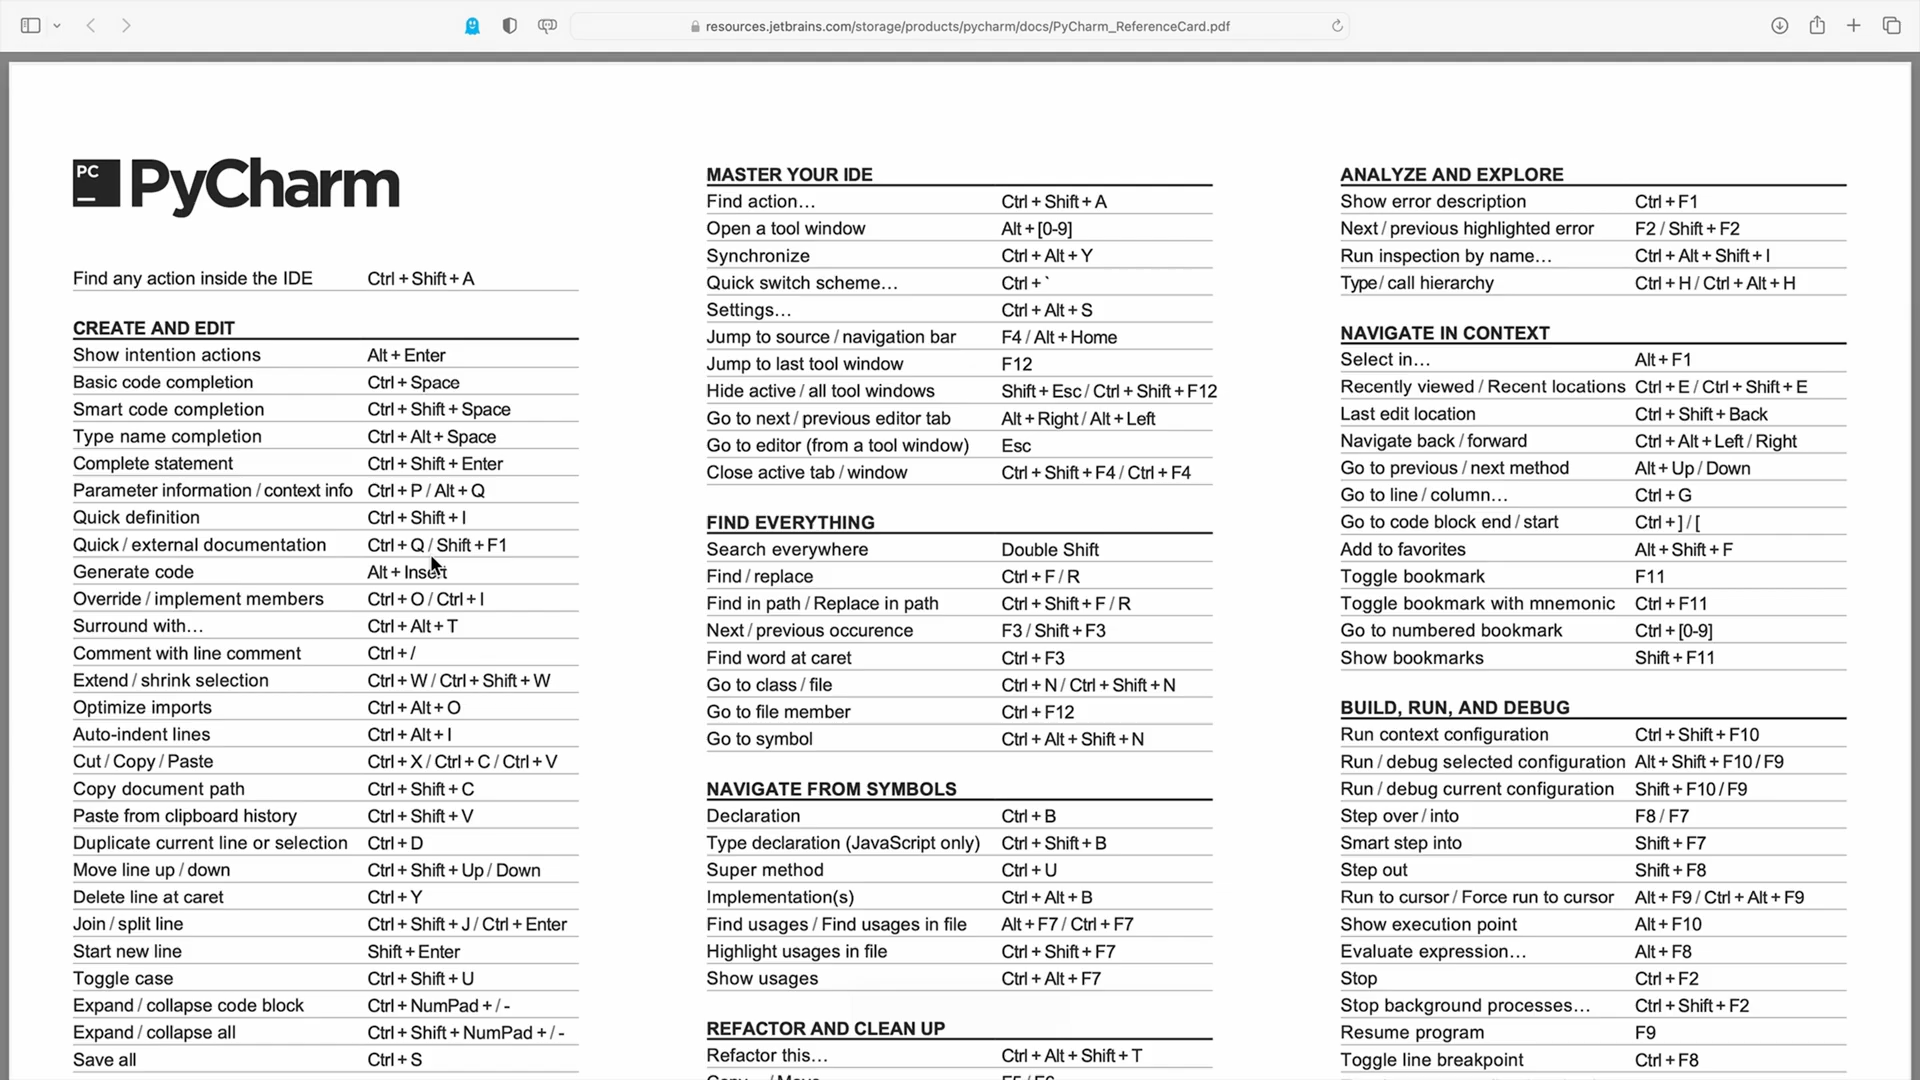 resources.jetbrains.com/storage/products/pycharm/docs/PyCharm_ReferenceCard.pdf
PC
PyCharm
Find any action inside the IDE Ctrl + Shift + A
CREATE AND EDIT
Show intention actions Alt + Enter
Basic code completion Ctrl + Space
Smart code completion Ctrl + Shift + Space
Type name completion Ctrl + Alt + Space
Complete statement Ctrl + Shift + Enter
Parameter information / context info Ctrl + P / Alt + Q
Quick definition Ctrl + Shift + I
Quick / external documentation Ctrl + Q / Shift + F1
Generate code Alt + Insert
Override / implement members Ctrl + O / Ctrl + I
Surround with… Ctrl + Alt + T
Comment with line comment Ctrl + /
Extend / shrink selection Ctrl + W / Ctrl + Shift + W
Optimize imports Ctrl + Alt + O
Auto-indent lines Ctrl + Alt + I
Cut / Copy / Paste Ctrl + X / Ctrl + C / Ctrl + V
Copy document path Ctrl + Shift + C
Paste from clipboard history Ctrl + Shift + V
Duplicate current line or selection Ctrl + D
Move line up / down Ctrl + Shift + Up / Down
Delete line at caret Ctrl + Y
Join / split line Ctrl + Shift + J / Ctrl + Enter
Start new line Shift + Enter
Toggle case Ctrl + Shift + U
Expand / collapse code block Ctrl + NumPad + / -
Expand / collapse all Ctrl + Shift + NumPad + / -
Save all Ctrl + S
MASTER YOUR IDE
Find action… Ctrl + Shift + A
Open a tool window Alt + [0-9]
Synchronize Ctrl + Alt + Y
Quick switch scheme… Ctrl + `
Settings… Ctrl + Alt + S
Jump to source / navigation bar F4 / Alt + Home
Jump to last tool window F12
Hide active / all tool windows Shift + Esc / Ctrl + Shift + F12
Go to next / previous editor tab Alt + Right / Alt + Left
Go to editor (from a tool window) Esc
Close active tab / window Ctrl + Shift + F4 / Ctrl + F4
FIND EVERYTHING
Search everywhere Double Shift
Find / replace Ctrl + F / R
Find in path / Replace in path Ctrl + Shift + F / R
Next / previous occurence F3 / Shift + F3
Find word at caret Ctrl + F3
Go to class / file Ctrl + N / Ctrl + Shift + N
Go to file member Ctrl + F12
Go to symbol Ctrl + Alt + Shift + N
NAVIGATE FROM SYMBOLS
Declaration Ctrl + B
Type declaration (JavaScript only) Ctrl + Shift + B
Super method Ctrl + U
Implementation(s) Ctrl + Alt + B
Find usages / Find usages in file Alt + F7 / Ctrl + F7
Highlight usages in file Ctrl + Shift + F7
Show usages Ctrl + Alt + F7
REFACTOR AND CLEAN UP
Refactor this… Ctrl + Alt + Shift + T
ANALYZE AND EXPLORE
Show error description Ctrl + F1
Next / previous highlighted error F2 / Shift + F2
Run inspection by name… Ctrl + Alt + Shift + I
Type / call hierarchy Ctrl + H / Ctrl + Alt + H
NAVIGATE IN CONTEXT
Select in… Alt + F1
Recently viewed / Recent locations Ctrl + E / Ctrl + Shift + E
Last edit location Ctrl + Shift + Back
Navigate back / forward Ctrl + Alt + Left / Right
Go to previous / next method Alt + Up / Down
Go to line / column… Ctrl + G
Go to code block end / start Ctrl + ] / [
Add to favorites Alt + Shift + F
Toggle bookmark F11
Toggle bookmark with mnemonic Ctrl + F11
Go to numbered bookmark Ctrl + [0-9]
Show bookmarks Shift + F11
BUILD, RUN, AND DEBUG
Run context configuration Ctrl + Shift + F10
Run / debug selected configuration Alt + Shift + F10 / F9
Run / debug current configuration Shift + F10 / F9
Step over / into F8 / F7
Smart step into Shift + F7
Step out Shift + F8
Run to cursor / Force run to cursor Alt + F9 / Ctrl + Alt + F9
Show execution point Alt + F10
Evaluate expression… Alt + F8
Stop Ctrl + F2
Stop background processes… Ctrl + Shift + F2
Resume program F9
Toggle line breakpoint Ctrl + F8